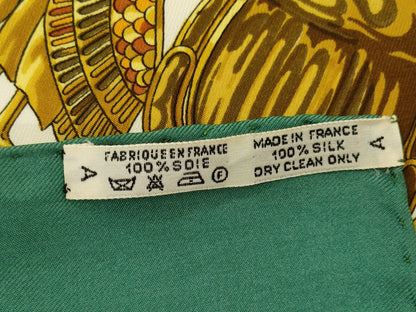 A
FABRIQUE EN FRANCE
100% SOIE
F
MADE IN FRANCE
100% SILK
DRY CLEAN ONLY
A